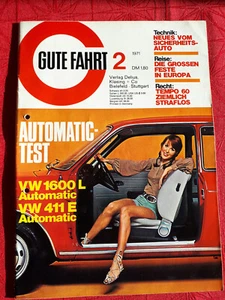 GUTE FAHRT
2
1971
DM 1.80
Verlag Delius,
Klasing + Co
Bielefeld · Stuttgart
Technik:
NEUES VOM
SICHERHEITS-
AUTO
Reise:
DIE GROSSEN
FESTE
IN EUROPA
Recht:
TEMPO 60
ZIEMLICH
STRAFLOS
AUTOMATIC-
TEST
VW 1600 L
Automatic
VW 411 E
Automatic